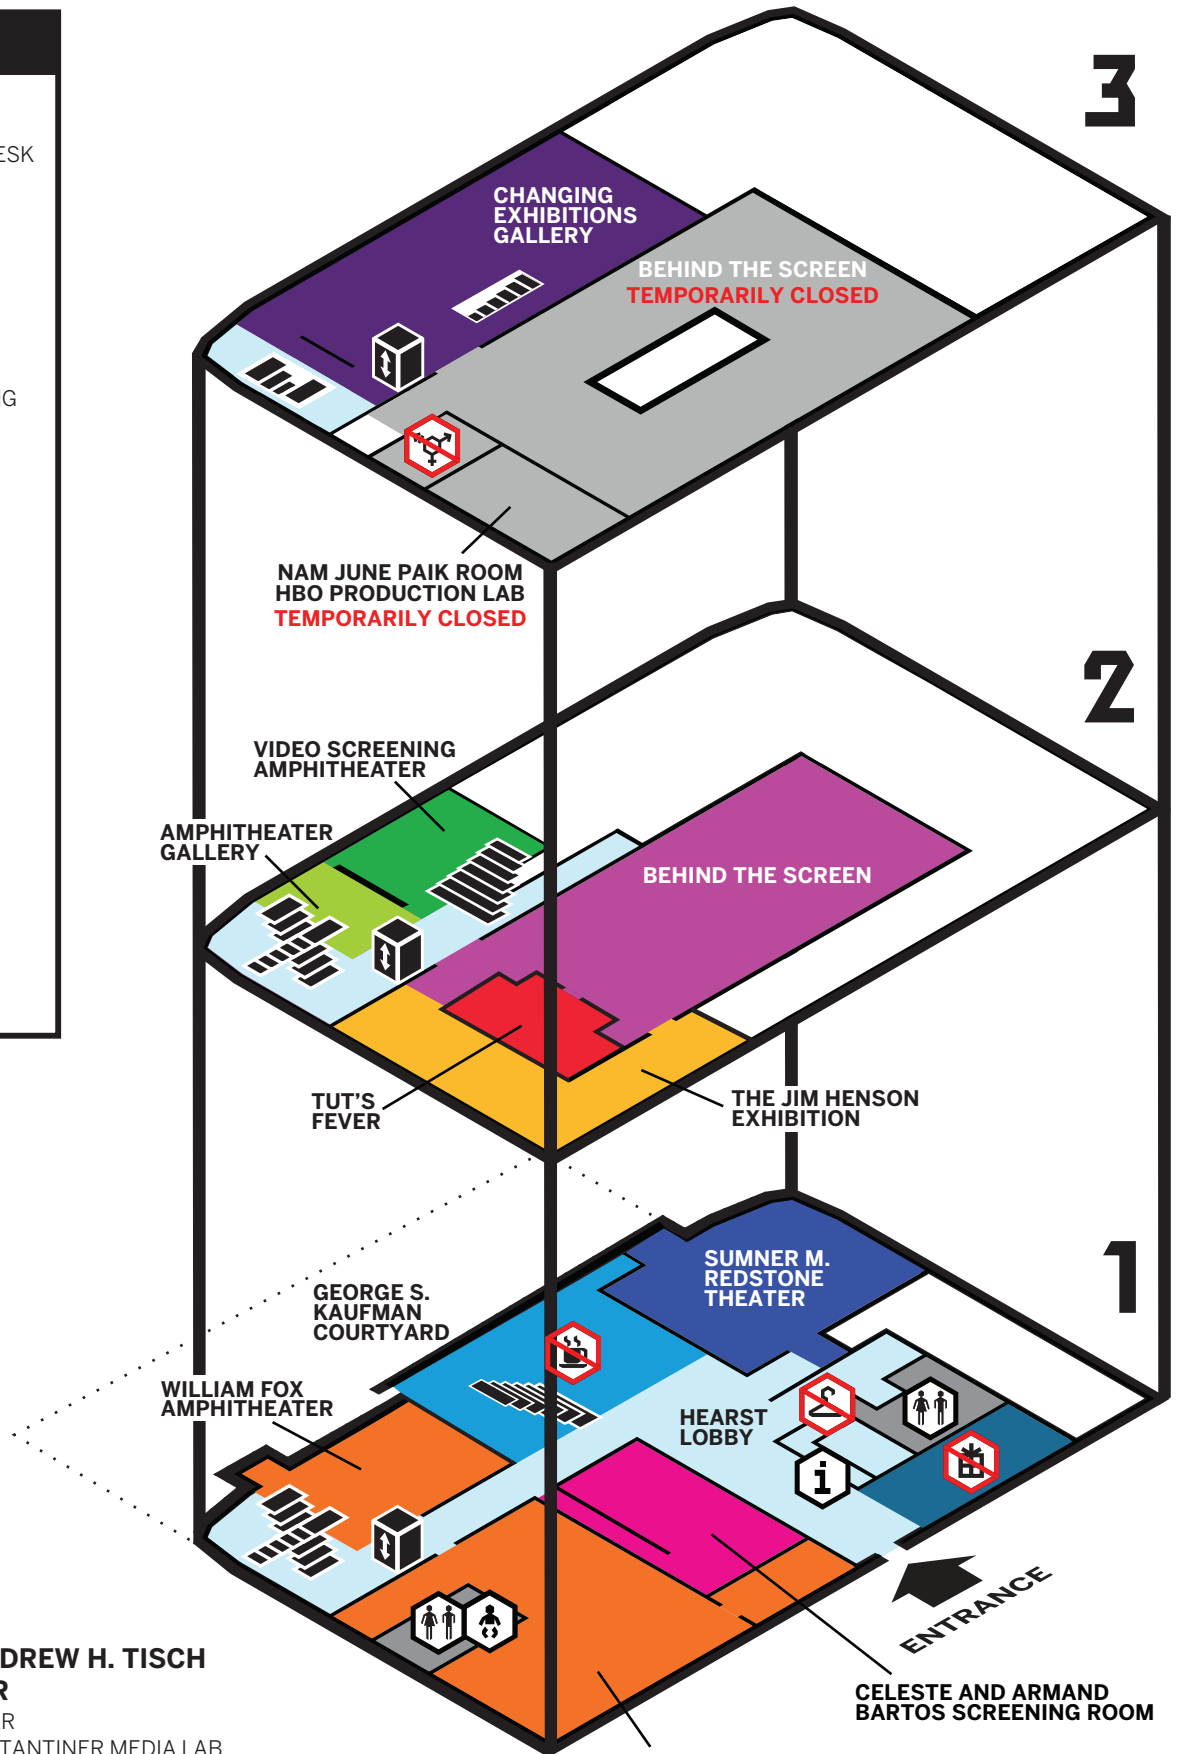 ESK
G
3
CHANGING
EXHIBITIONS
GALLERY
BEHIND THE SCREEN
TEMPORARILY CLOSED
NAM JUNE PAIK ROOM
HBO PRODUCTION LAB
TEMPORARILY CLOSED
2
VIDEO SCREENING
AMPHITHEATER
AMPHITHEATER
GALLERY
BEHIND THE SCREEN
TUT'S
FEVER
THE JIM HENSON
EXHIBITION
1
SUMNER M.
REDSTONE
THEATER
GEORGE S.
KAUFMAN
COURTYARD
WILLIAM FOX
AMPHITHEATER
HEARST
LOBBY
i
ENTRANCE
CELESTE AND ARMAND
BARTOS SCREENING ROOM
DREW H. TISCH
R
R
TANTINER MEDIA LAB